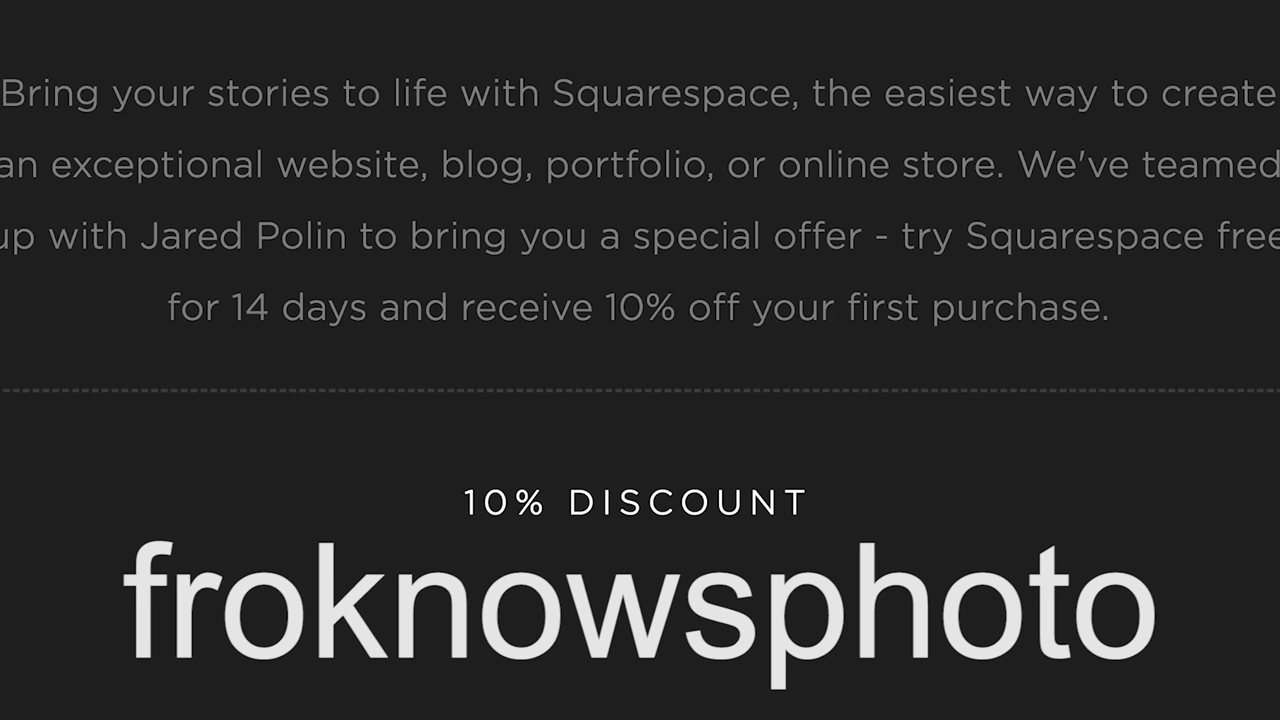 Bring your stories to life with Squarespace, the easiest way to create
an exceptional website, blog, portfolio, or online store. We've teamed
up with Jared Polin to bring you a special offer - try Squarespace free
for 14 days and receive 10% off your first purchase.
10% DISCOUNT
froknowsphoto